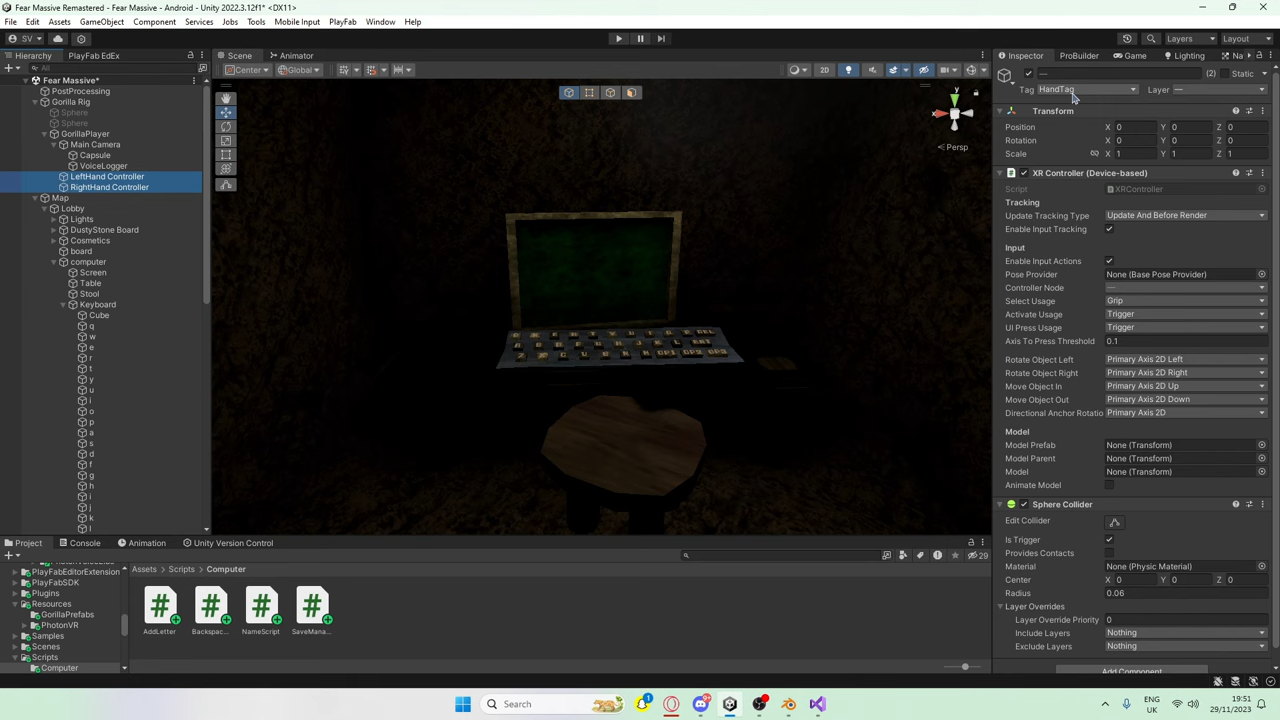 Fear Massive Remastered - Fear Massive - Android - Unity 2022.3.12f1* <DX11>
File Edit Assets GameObject Component Services Jobs Tools Mobile Input PlayFab Window Help
SV Layers Layout
Hierarchy PlayFab EdEx Scene Animator Inspector ProBuilder Game Lighting Na
All Center Global 2D — (2) Static
Tag HandTag Layer —
Fear Massive*
PostProcessing
Gorilla Rig
Sphere
Sphere
GorillaPlayer
Main Camera
Capsule
VoiceLogger
LeftHand Controller
RightHand Controller
Map
Lobby
Lights
DustyStone Board
Cosmetics
board
computer
Screen
Table
Stool
Keyboard
Cube
q
w
e
r
t
y
u
i
o
p
a
s
d
f
g
h
j
k
l
y
x
Persp
Transform
Position X 0 Y 0 Z 0
Rotation X 0 Y 0 Z 0
Scale X 1 Y 1 Z 1
XR Controller (Device-based)
Script XRController
Tracking
Update Tracking Type Update And Before Render
Enable Input Tracking
Input
Enable Input Actions
Pose Provider None (Base Pose Provider)
Controller Node —
Select Usage Grip
Activate Usage Trigger
UI Press Usage Trigger
Axis To Press Threshold 0.1
Rotate Object Left Primary Axis 2D Left
Rotate Object Right Primary Axis 2D Right
Move Object In Primary Axis 2D Up
Move Object Out Primary Axis 2D Down
Directional Anchor Rotatio Primary Axis 2D
Model
Model Prefab None (Transform)
Model Parent None (Transform)
Model None (Transform)
Animate Model
Sphere Collider
Edit Collider
Is Trigger
Provides Contacts
Material None (Physic Material)
Center X 0 Y 0 Z 0
Radius 0.06
Layer Overrides
Layer Override Priority 0
Include Layers Nothing
Exclude Layers Nothing
Add Component
Project Console Animation Unity Version Control
29
PlayFabEditorExtension
PlayFabSDK
Plugins
Resources
GorillaPrefabs
PhotonVR
Samples
Scenes
Scripts
Computer
Assets > Scripts > Computer
AddLetter Backspac... NameScript SaveMana...
Search
1
9+
ENG
UK
19:51
29/11/2023